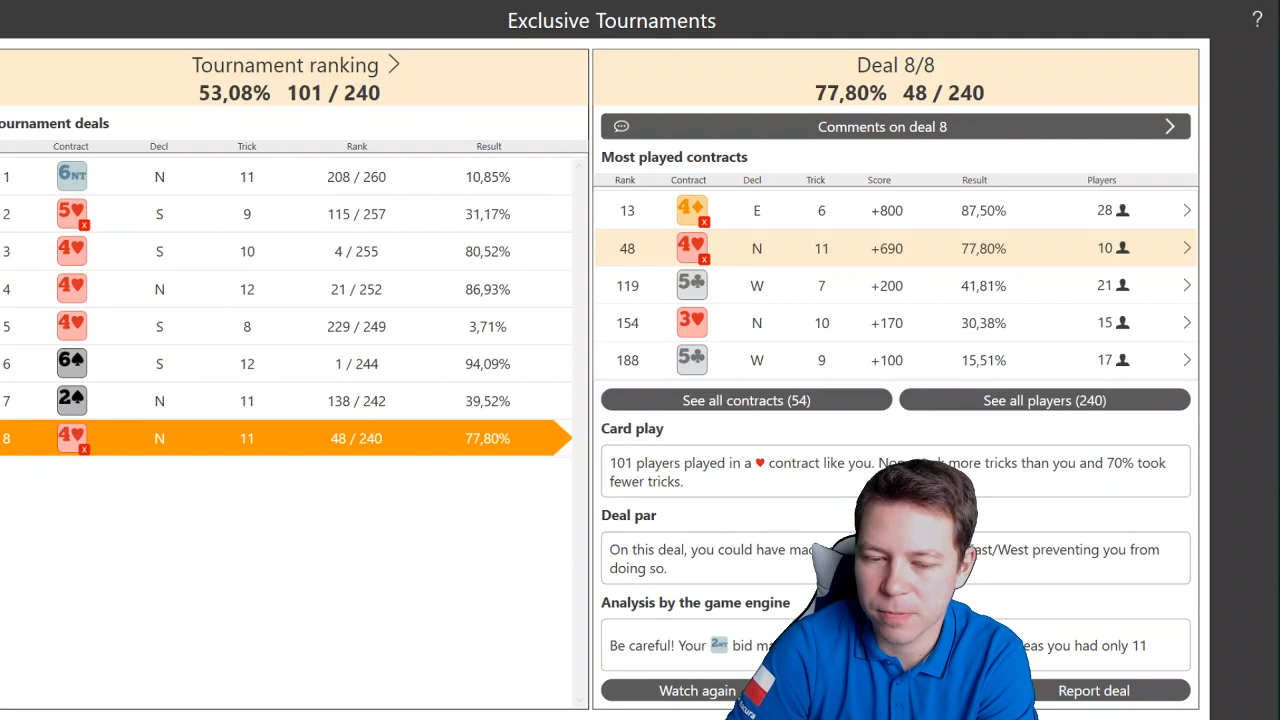 Exclusive Tournaments
?
Tournament ranking >
53,08% 101 / 240
ournament deals
Contract Decl Trick Rank Result
1 6NT N 11 208 / 260 10,85%
2 5♥ x S 9 115 / 257 31,17%
3 4♥ S 10 4 / 255 80,52%
4 4♥ N 12 21 / 252 86,93%
5 4♥ S 8 229 / 249 3,71%
6 6♠ S 12 1 / 244 94,09%
7 2♠ N 11 138 / 242 39,52%
8 4♥ x N 11 48 / 240 77,80%
Deal 8/8
77,80% 48 / 240
Comments on deal 8
Most played contracts
Rank Contract Decl Trick Score Result Players
13 4♦ x E 6 +800 87,50% 28
48 4♥ x N 11 +690 77,80% 10
119 5♣ W 7 +200 41,81% 21
154 3♥ N 10 +170 30,38% 15
188 5♣ W 9 +100 15,51% 17
See all contracts (54) See all players (240)
Card play
101 players played in a ♥ contract like you. more tricks than you and 70% took
fewer tricks.
Deal par
On this deal, you could have East/West preventing you from
doing so.
Analysis by the game engine
Be careful! Your 2NT bid you had only 11
Watch again Report deal